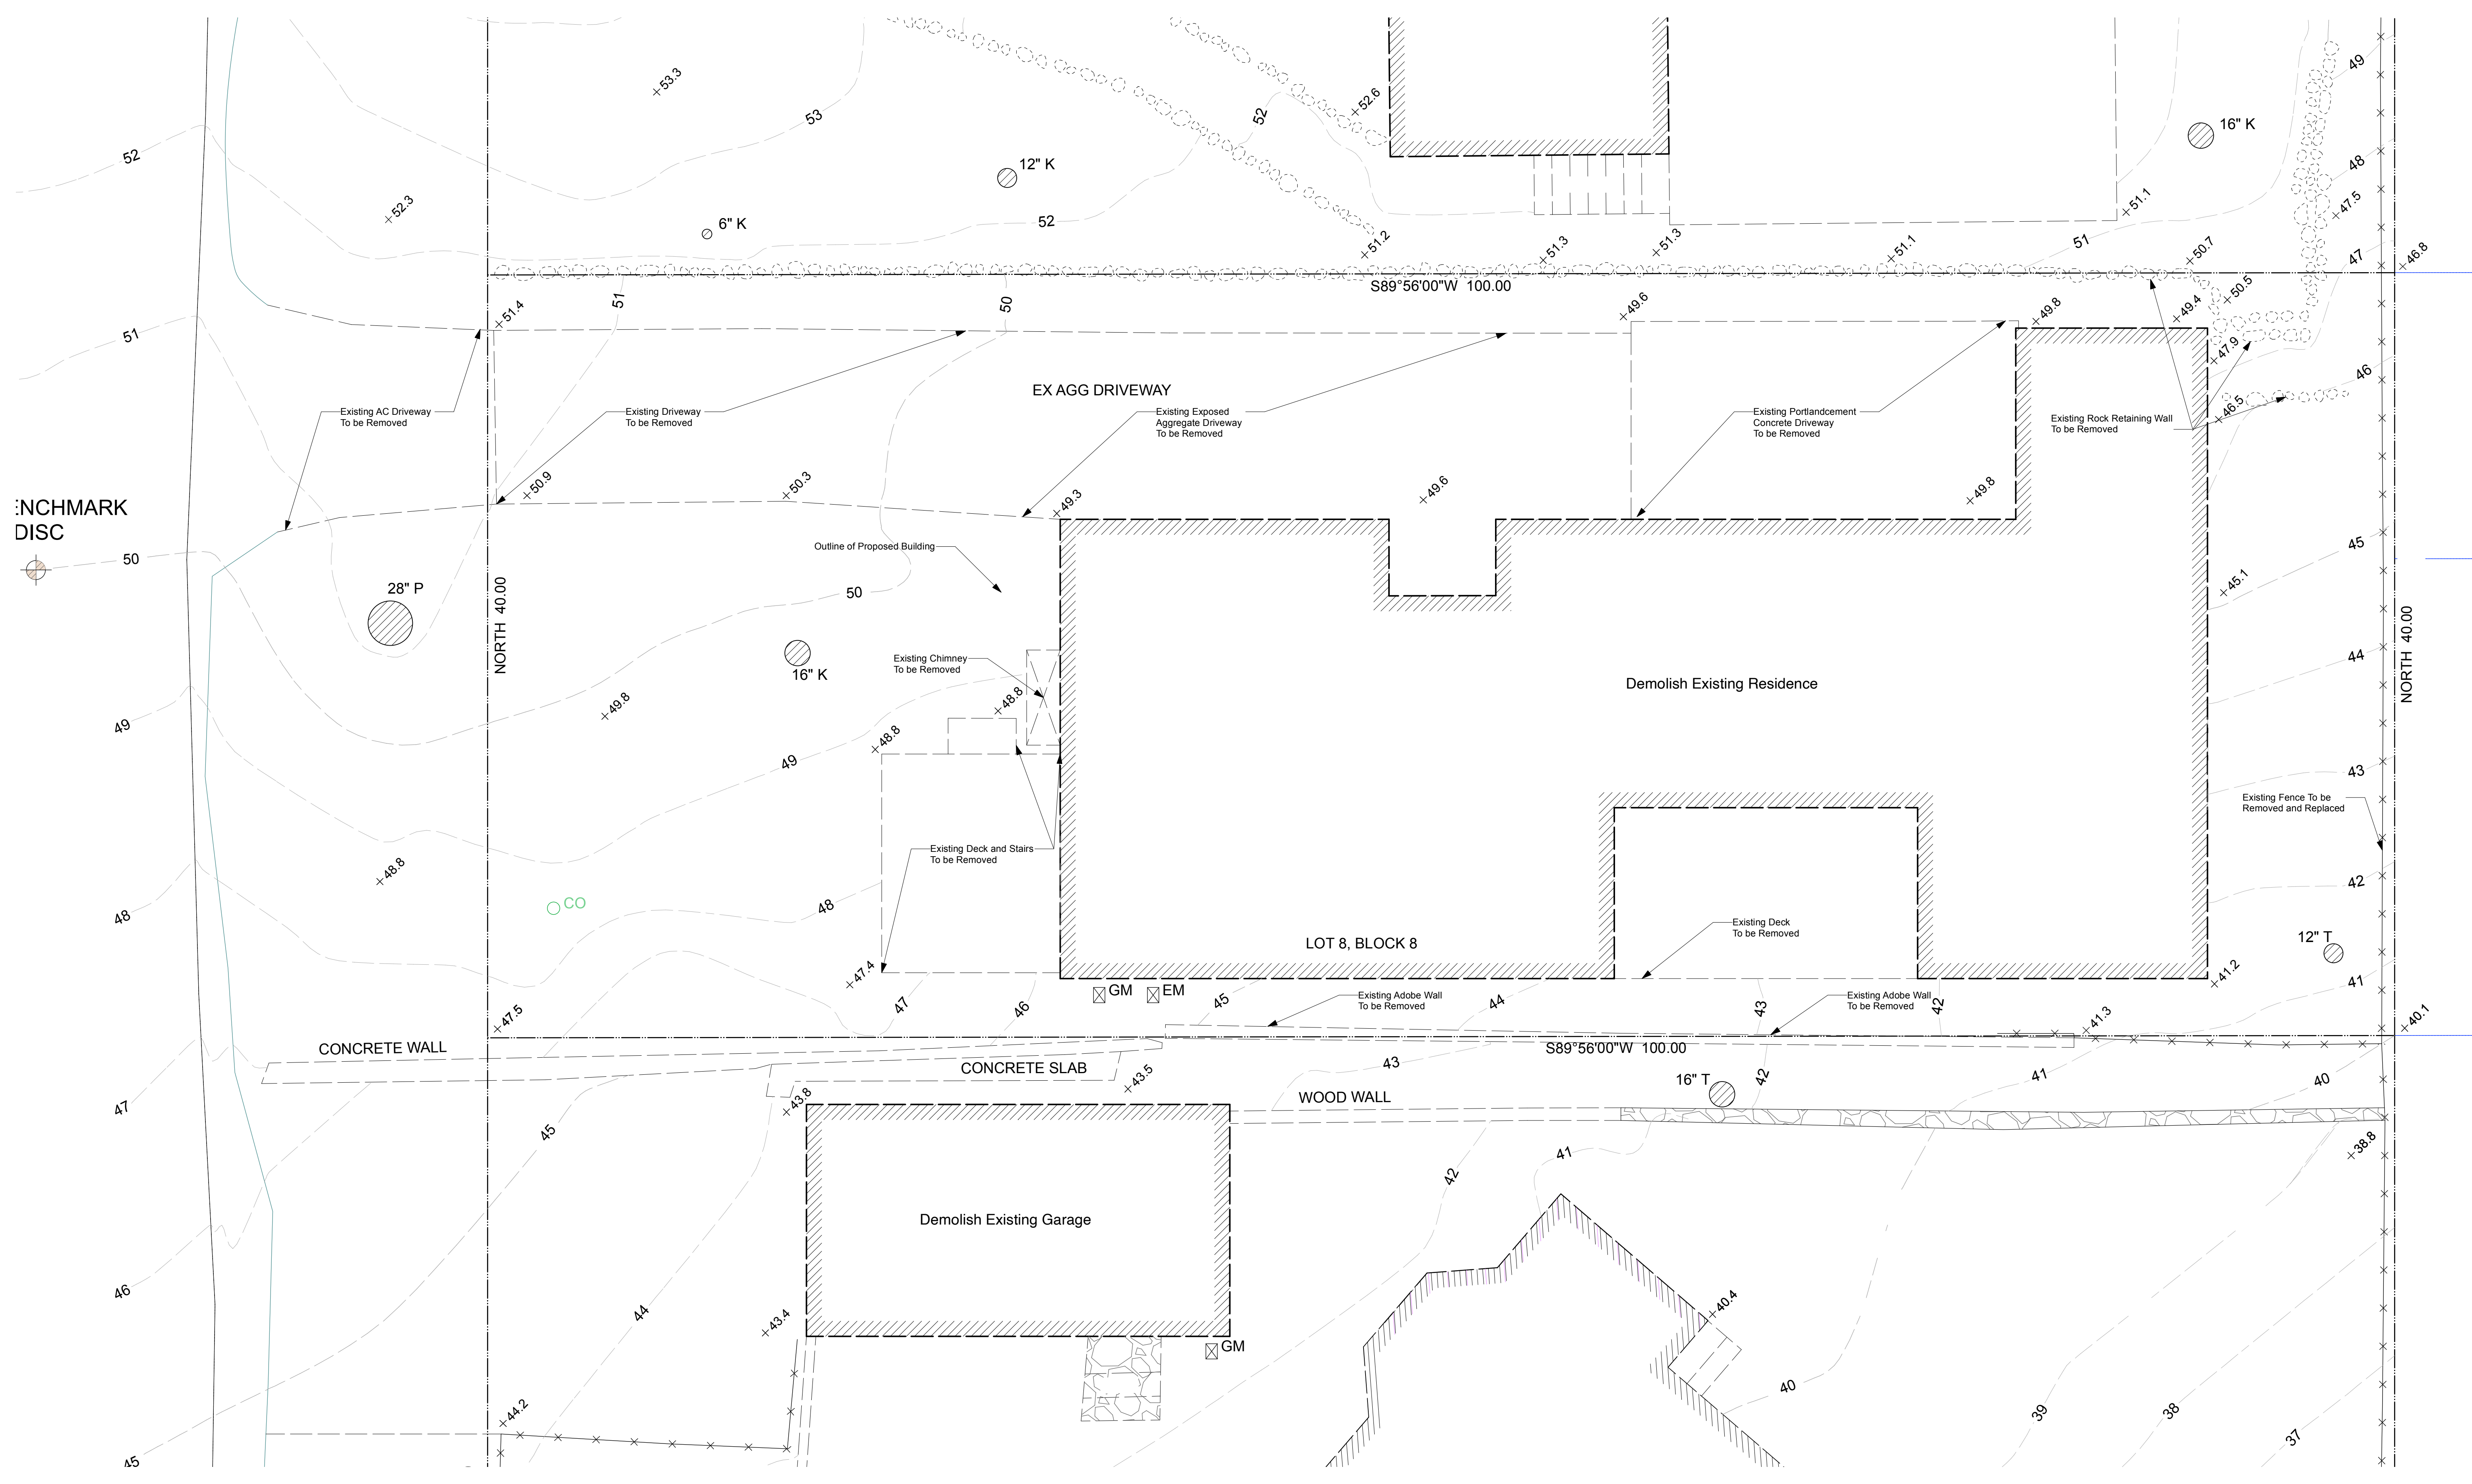 49
53.3
53
52.6
52
16" K
52
48
12" K
47.5
52.3
51.1
6" K
52
51.2
51.3
51.3
51.1
51
50.7
47
46.8
S89°56'00"W 100.00
51.4
51
50
49.6
49.8
49.4
50.5
47.9
51
EX AGG DRIVEWAY
46
Existing AC Driveway
To be Removed
Existing Driveway
To be Removed
Existing Exposed
Aggregate Driveway
To be Removed
Existing Portlandcement
Concrete Driveway
To be Removed
Existing Rock Retaining Wall
To be Removed
46.5
50.9
50.3
49.3
49.6
49.8
ENCHMARK
DISC
50
Outline of Proposed Building
45
28" P
50
NORTH 40.00
45.1
NORTH 40.00
16" K
Existing Chimney
To be Removed
44
Demolish Existing Residence
49.8
48.8
48.8
49
49
43
Existing Fence To be
Removed and Replaced
Existing Deck and Stairs
To be Removed
48.8
42
CO
48
48
Existing Deck
To be Removed
LOT 8, BLOCK 8
12" T
47.4
41.2
41
GM
EM
47
46
45
44
Existing Adobe Wall
To be Removed
43
Existing Adobe Wall
To be Removed
42
47.5
41.3
40.1
CONCRETE WALL
S89°56'00"W 100.00
CONCRETE SLAB
43.5
43
42
41
40
16" T
WOOD WALL
47
43.8
45
42
41
38.8
Demolish Existing Garage
46
44
43.4
40.4
GM
40
44.2
39
38
37
45